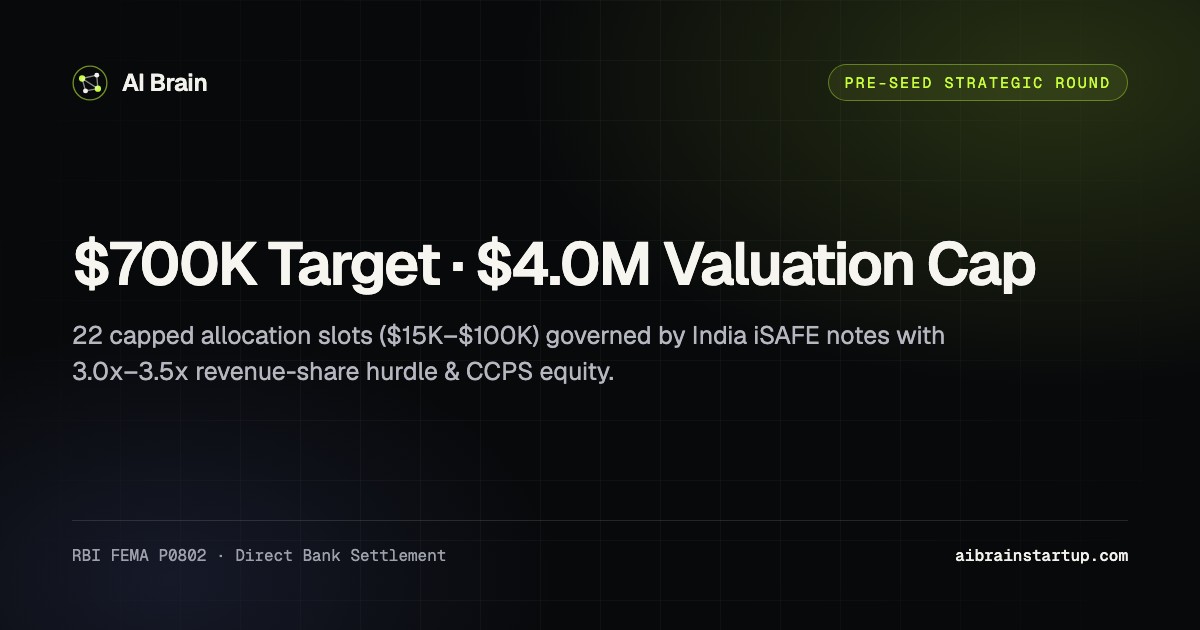 AI Brain
PRE-SEED STRATEGIC ROUND
$700K Target · $4.0M Valuation Cap
22 capped allocation slots ($15K–$100K) governed by India iSAFE notes with
3.0x–3.5x revenue-share hurdle & CCPS equity.
RBI FEMA P0802 · Direct Bank Settlement
aibrainstartup.com